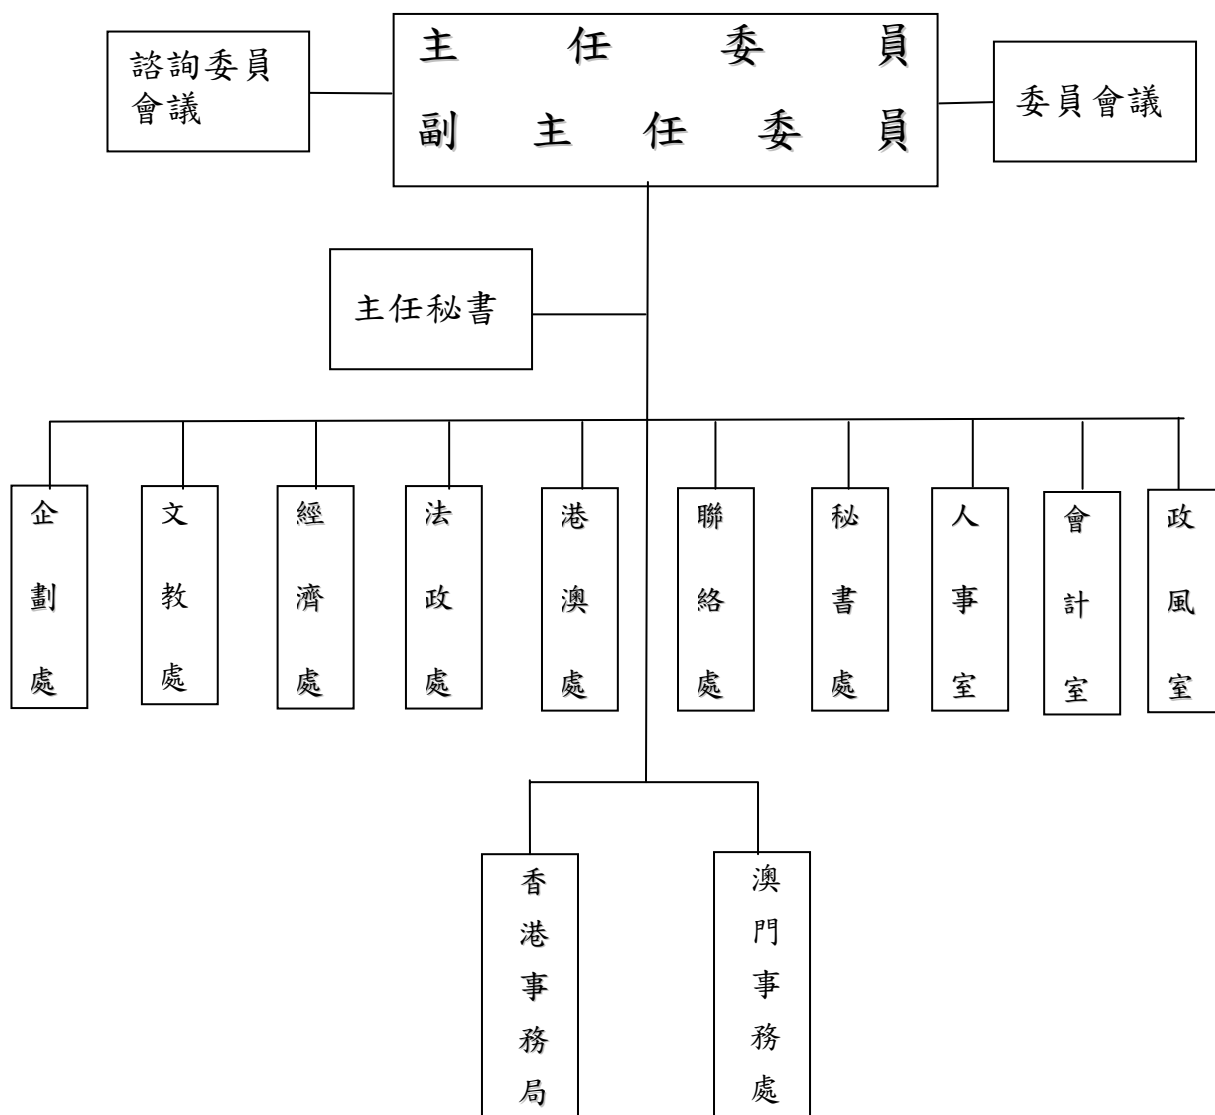 諮詢委員
會議
主任委員
副主任委員
委員會議
主任秘書
企劃處
文教處
經濟處
法政處
港澳處
聯絡處
秘書處
人事室
會計室
政風室
香港事務局
澳門事務處